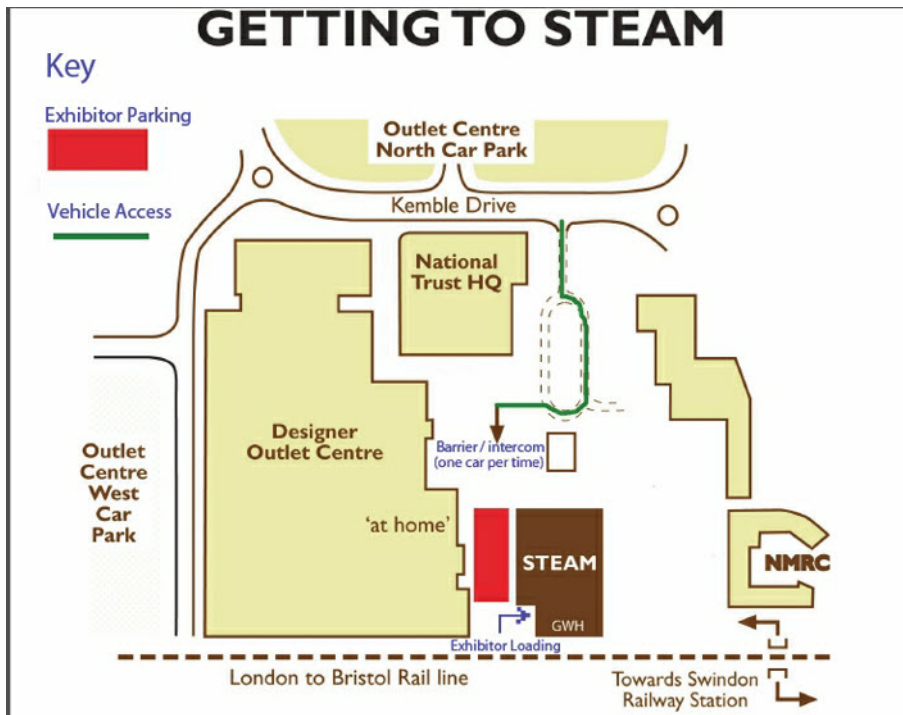 GETTING TO STEAM
Key
Exhibitor Parking
Vehicle Access
Outlet Centre
North Car Park
Kemble Drive
National
Trust HQ
Designer
Outlet Centre
Barrier / intercom
(one car per time)
Outlet
Centre
West
Car
Park
'at home'
STEAM
NMRC
GWH
Exhibitor Loading
London to Bristol Rail line
Towards Swindon
Railway Station